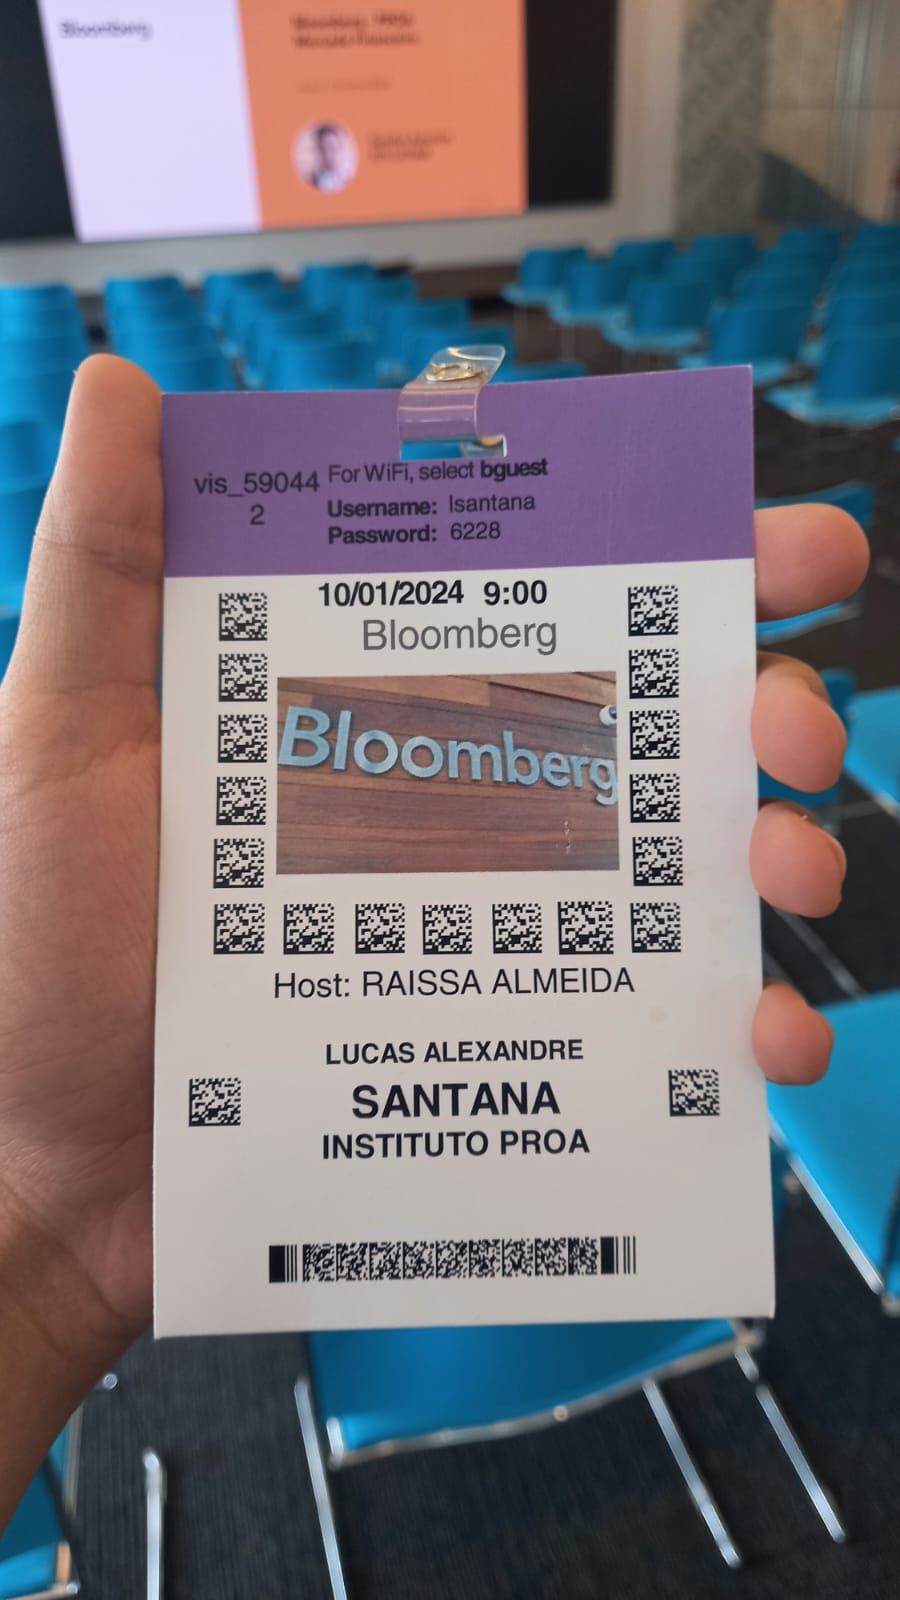 Bloomberg
vis_59044
2
For WiFi, select bguest
Username: lsantana
Password: 6228
10/01/2024 9:00
Bloomberg
Bloomberg
Host: RAISSA ALMEIDA
LUCAS ALEXANDRE
SANTANA
INSTITUTO PROA